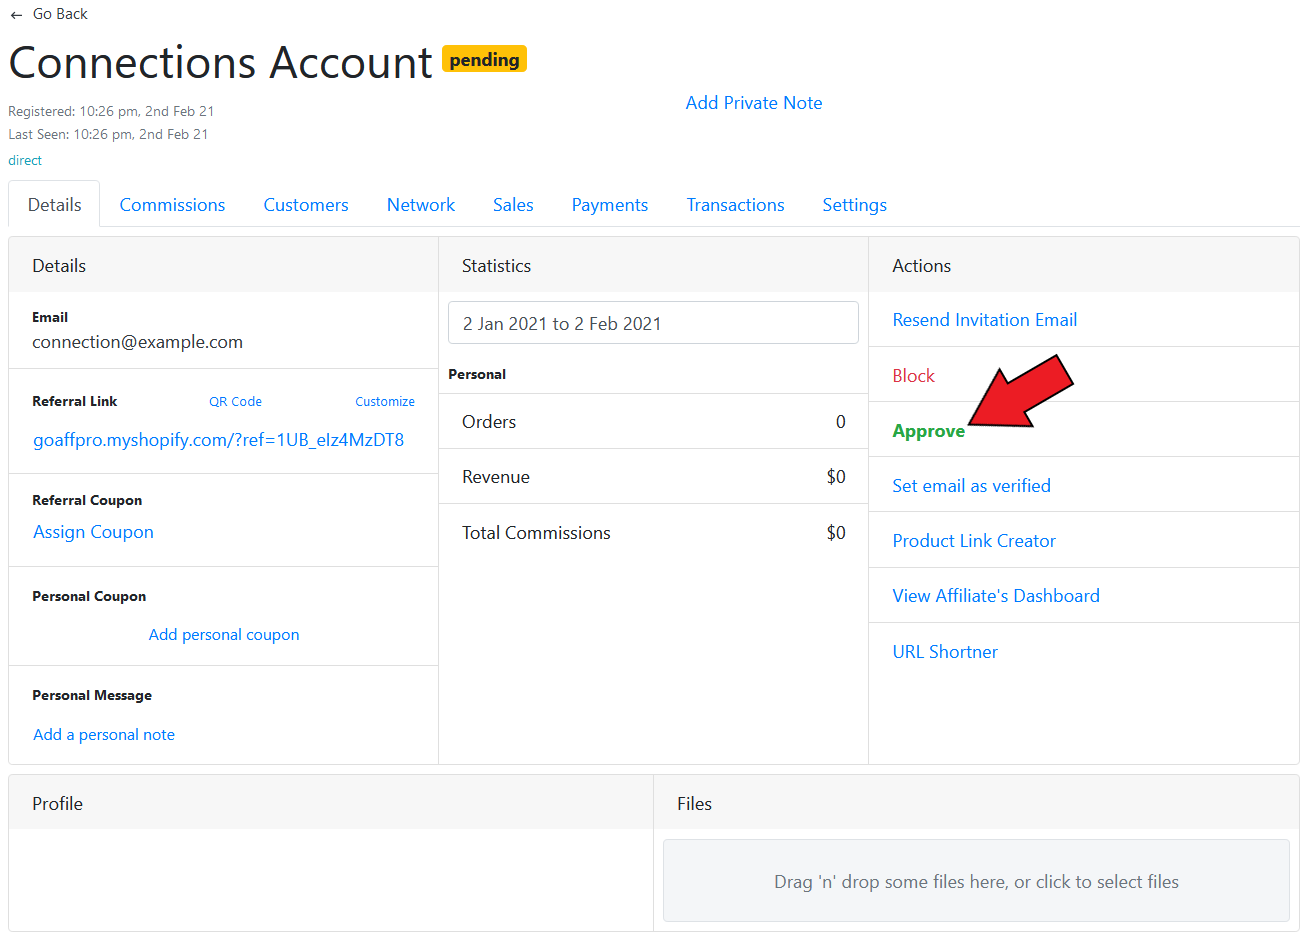 ← Go Back
Connections Account pending
Registered: 10:26 pm, 2nd Feb 21
Last Seen: 10:26 pm, 2nd Feb 21
direct
Add Private Note
Details Commissions Customers Network Sales Payments Transactions Settings
Details
Email
connection@example.com
Referral Link QR Code Customize
goaffpro.myshopify.com/?ref=1UB_eIz4MzDT8
Referral Coupon
Assign Coupon
Personal Coupon
Add personal coupon
Personal Message
Add a personal note
Statistics
2 Jan 2021 to 2 Feb 2021
Personal
Orders 0
Revenue $0
Total Commissions $0
Actions
Resend Invitation Email
Block
Approve
Set email as verified
Product Link Creator
View Affiliate's Dashboard
URL Shortner
Profile
Files
Drag 'n' drop some files here, or click to select files